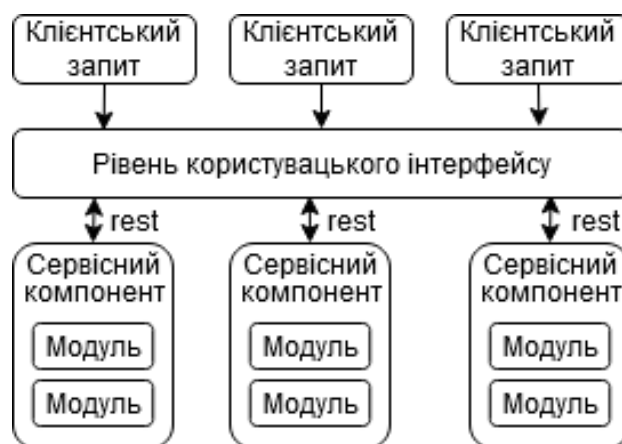 Клієнтський
запит
Клієнтський
запит
Клієнтський
запит
Рівень користувацького інтерфейсу
rest
rest
rest
Сервісний
компонент
Модуль
Модуль
Сервісний
компонент
Модуль
Модуль
Сервісний
компонент
Модуль
Модуль